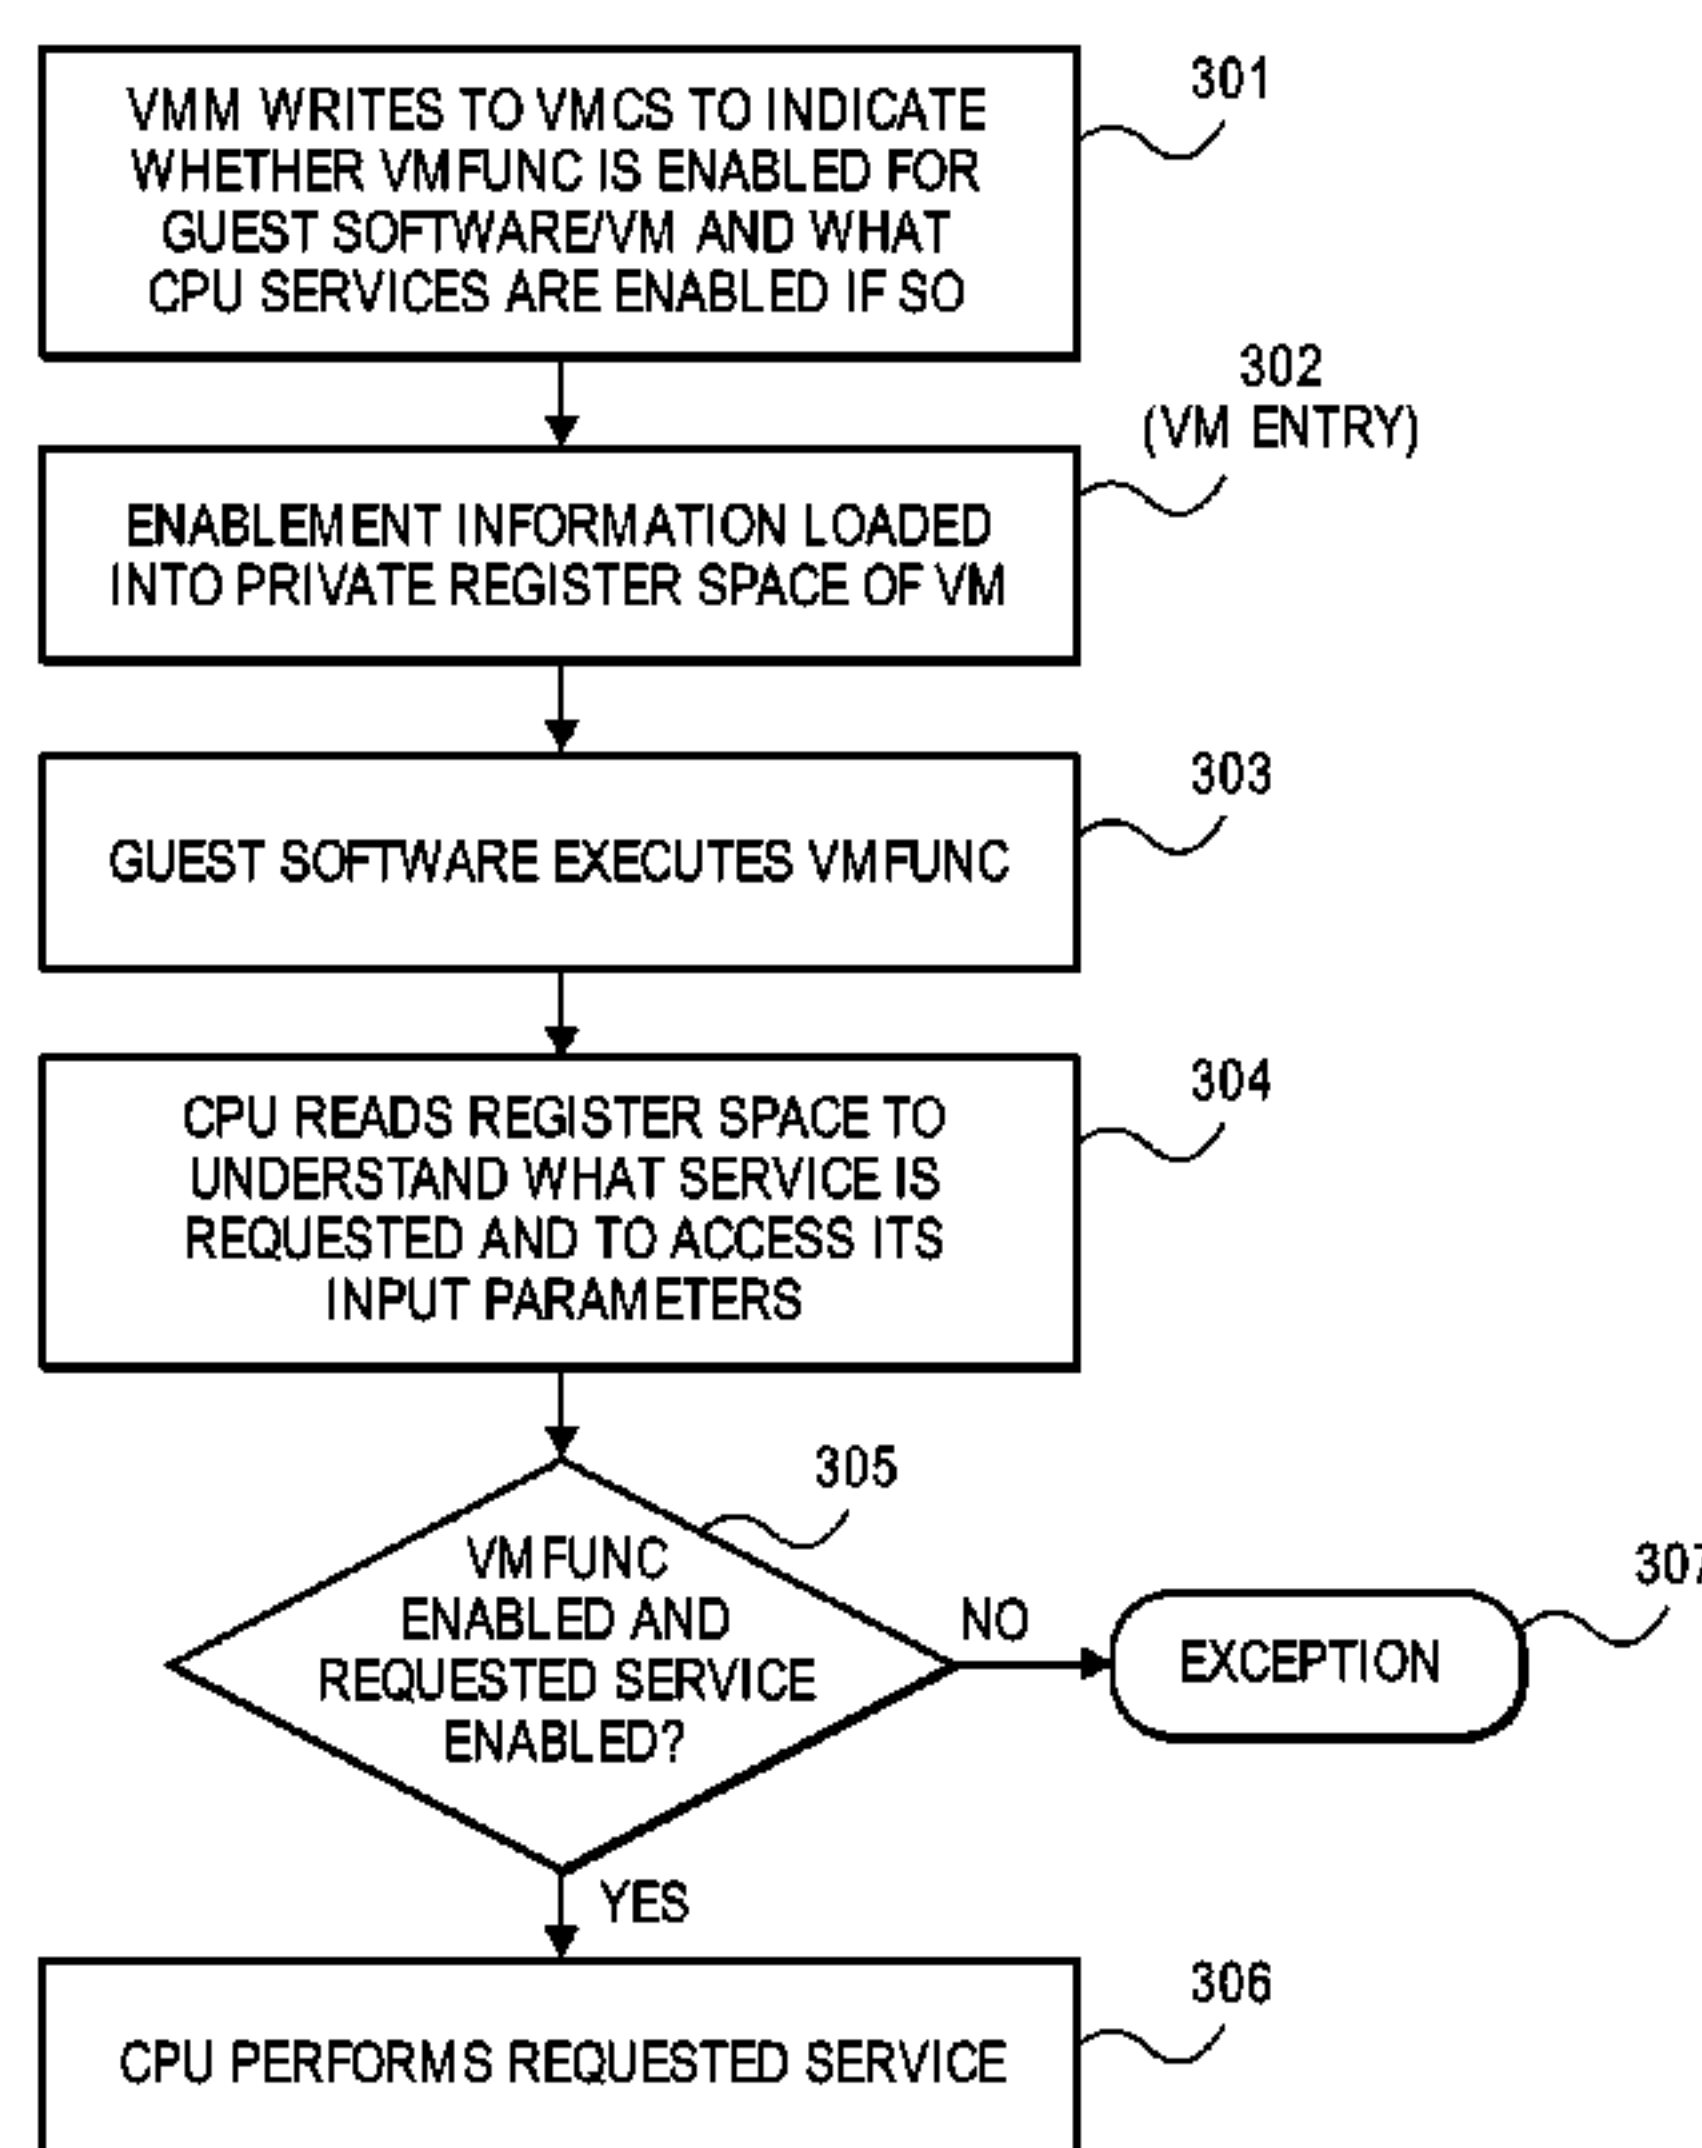 VMM WRITES TO VMCS TO INDICATE
WHETHER VMFUNC IS ENABLED FOR
GUEST SOFTWARE/VM AND WHAT
CPU SERVICES ARE ENABLED IF SO
301
302
(VM ENTRY)
ENABLEMENT INFORMATION LOADED
INTO PRIVATE REGISTER SPACE OF VM
303
GUEST SOFTWARE EXECUTES VMFUNC
304
CPU READS REGISTER SPACE TO
UNDERSTAND WHAT SERVICE IS
REQUESTED AND TO ACCESS ITS
INPUT PARAMETERS
305
VMFUNC
ENABLED AND
REQUESTED SERVICE
ENABLED?
NO
307
EXCEPTION
YES
306
CPU PERFORMS REQUESTED SERVICE